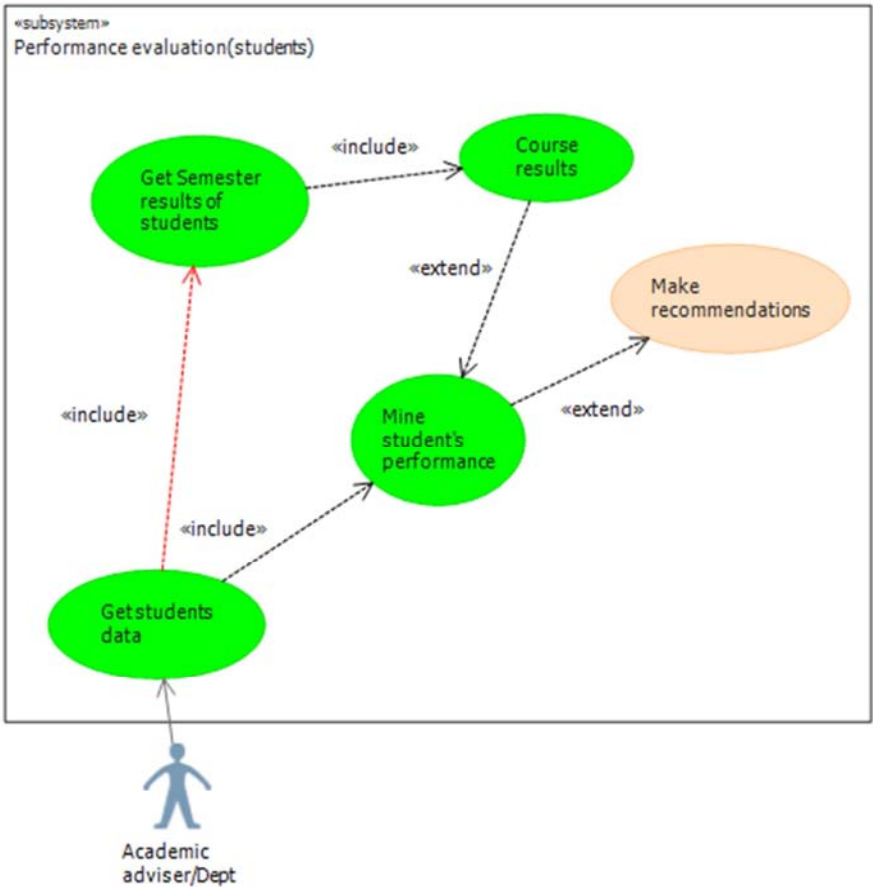 «subsystem»
Performance evaluation(students)
«include»
Course
results
Get Semester
results of
students
«extend»
Make
recommendations
«include»
Mine
student's
performance
«extend»
«include»
Get students
data
Academic
adviser/Dept